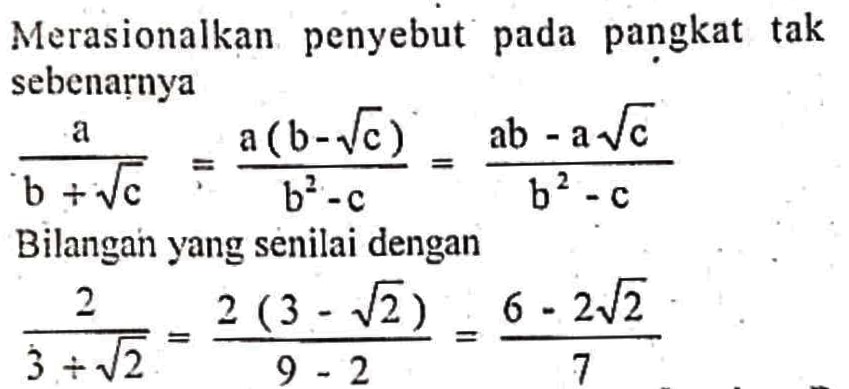 Merasionalkan penyebut pada pangkat tak
sebenarnya
a / (b + √c) = a(b-√c) / (b² - c) = (ab - a√c) / (b² - c)
Bilangan yang senilai dengan
2 / (3 + √2) = 2 (3 - √2) / (9 - 2) = (6 - 2√2) / 7